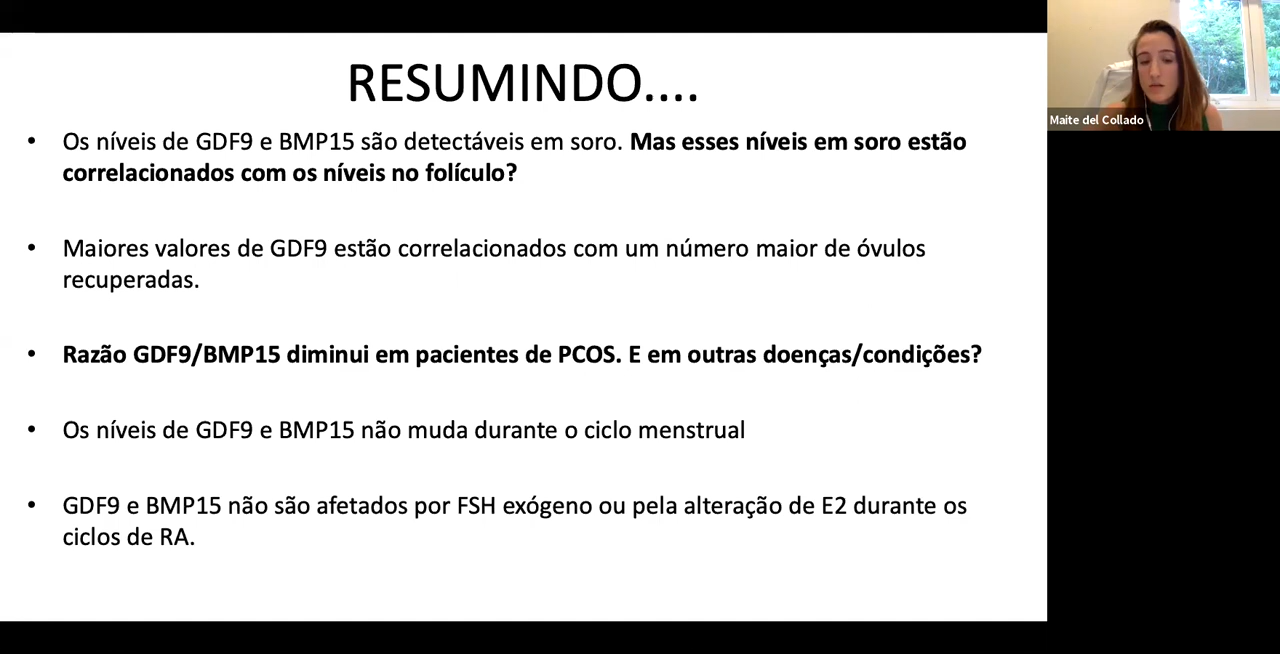 RESUMINDO....
• Os níveis de GDF9 e BMP15 são detectáveis em soro. Mas esses níveis em soro estão
correlacionados com os níveis no folículo?
• Maiores valores de GDF9 estão correlacionados com um número maior de óvulos
recuperadas.
• Razão GDF9/BMP15 diminui em pacientes de PCOS. E em outras doenças/condições?
• Os níveis de GDF9 e BMP15 não muda durante o ciclo menstrual
• GDF9 e BMP15 não são afetados por FSH exógeno ou pela alteração de E2 durante os
ciclos de RA.
Maite del Collado